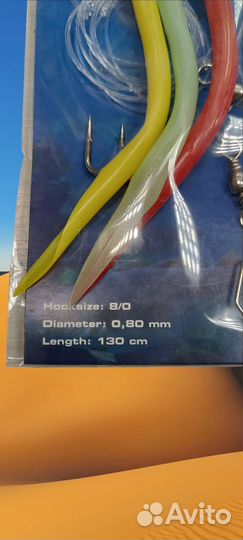 Hooksize: 8/0
Diameter: 0,80 mm
Length: 130 cm
Avito